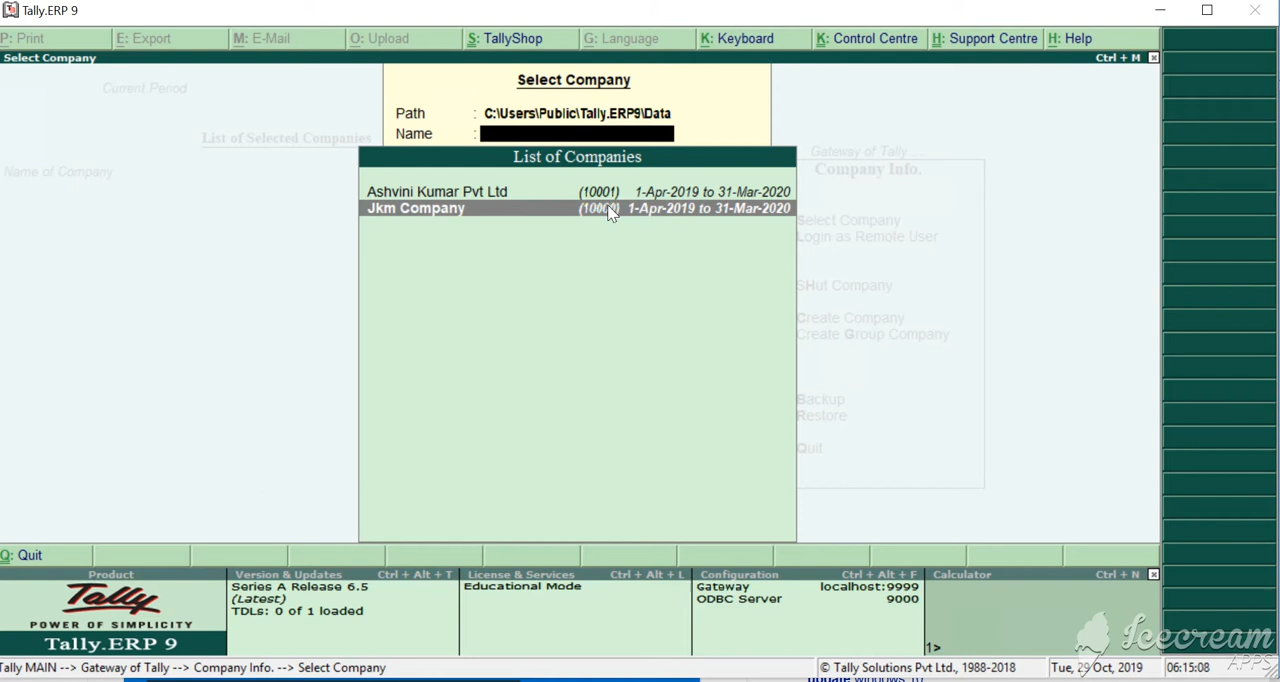 Tally.ERP 9
P: Print E: Export M: E-Mail O: Upload S: TallyShop G: Language K: Keyboard K: Control Centre H: Support Centre H: Help
Select Company Ctrl + M
Current Period
List of Selected Companies
Name of Company
Select Company
Path : C:\Users\Public\Tally.ERP9\Data
Name :
List of Companies
Ashvini Kumar Pvt Ltd (10001) 1-Apr-2019 to 31-Mar-2020
Jkm Company 1-Apr-2019 to 31-Mar-2020
Gateway of Tally ....
Company Info.
Select Company
Login as Remote User
SHut Company
Create Company
Create Group Company
Backup
Restore
Quit
Q: Quit
Product
Tally
POWER OF SIMPLICITY
Tally.ERP 9
Version & Updates Ctrl + Alt + T
Series A Release 6.5
(Latest)
TDLs: 0 of 1 loaded
License & Services Ctrl + Alt + L
Educational Mode
Configuration Ctrl + Alt + F
Gateway localhost:9999
ODBC Server 9000
Calculator Ctrl + N
1>
Icecream
APPS
Tally MAIN --> Gateway of Tally --> Company Info. --> Select Company © Tally Solutions Pvt Ltd., 1988-2018 Tue, 29 Oct, 2019 06:15:08
update windows 10